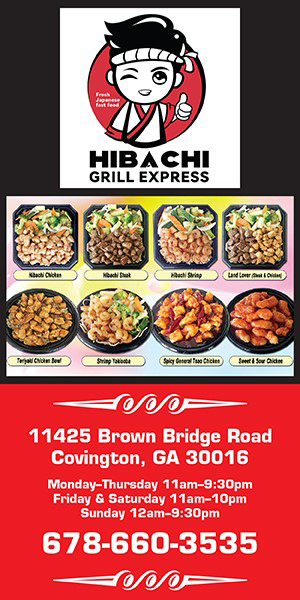 Fresh
Japanese
fast food
HIBACHI
GRILL EXPRESS
Hibachi Chicken
Hibachi Steak
Hibachi Shrimp
Land Lover (Steak & Chicken)
Teriyaki Chicken Bowl
Shrimp Yakisoba
Spicy General Tsao Chicken
Sweet & Sour Chicken
11425 Brown Bridge Road
Covington, GA 30016
Monday–Thursday 11am–9:30pm
Friday & Saturday 11am–10pm
Sunday 12am–9:30pm
678-660-3535